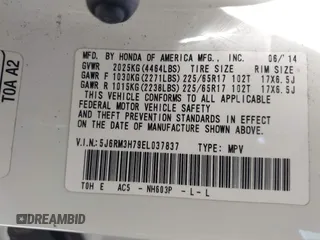 TOA A2
MFD. BY HONDA OF AMERICA MFG., INC. 06/'14
GVWR 2025KG(4464LBS) TIRE SIZE RIM SIZE
GAWR F 1030KG(2271LBS) 225/65R17 102T 17X6.5J
GAWR R 1015KG(2238LBS) 225/65R17 102T 17X6.5J
THIS VEHICLE CONFORMS TO ALL APPLICABLE
FEDERAL MOTOR VEHICLE SAFETY AND
THEFT PREVENTION STANDARDS IN EFFECT ON
THE DATE OF MANUFACTURE SHOWN ABOVE.
V.I.N:5J6RM3H79EL037837 TYPE: MPV
T0H E AC5 - NH603P - L - L
© DREAMBID.COM